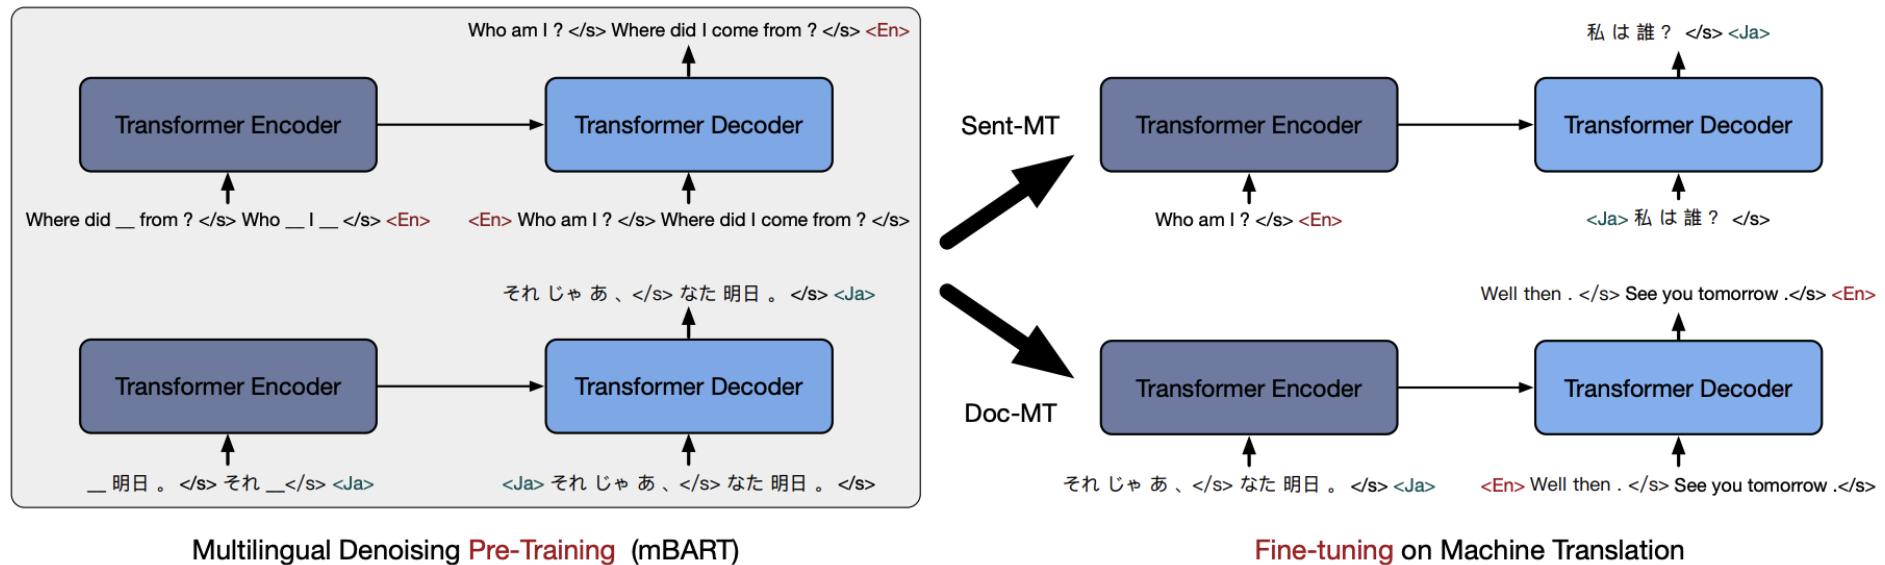 Who am I ? </s> Where did I come from ? </s> <En>
Transformer Encoder
Transformer Decoder
Where did __ from ? </s> Who __ I __ </s> <En>
<En> Who am I ? </s> Where did I come from ? </s>
それ じゃ あ 、</s> なた 明日 。 </s> <Ja>
Transformer Encoder
Transformer Decoder
__ 明日 。 </s> それ __</s> <Ja>
<Ja> それ じゃ あ 、</s> なた 明日 。 </s>
Multilingual Denoising Pre-Training (mBART)
Sent-MT
私 は 誰 ? </s> <Ja>
Transformer Encoder
Transformer Decoder
Who am I ? </s> <En>
<Ja> 私 は 誰 ? </s>
Doc-MT
Well then . </s> See you tomorrow .</s> <En>
Transformer Encoder
Transformer Decoder
それ じゃ あ 、</s> なた 明日 。 </s> <Ja>
<En> Well then . </s> See you tomorrow .</s>
Fine-tuning on Machine Translation